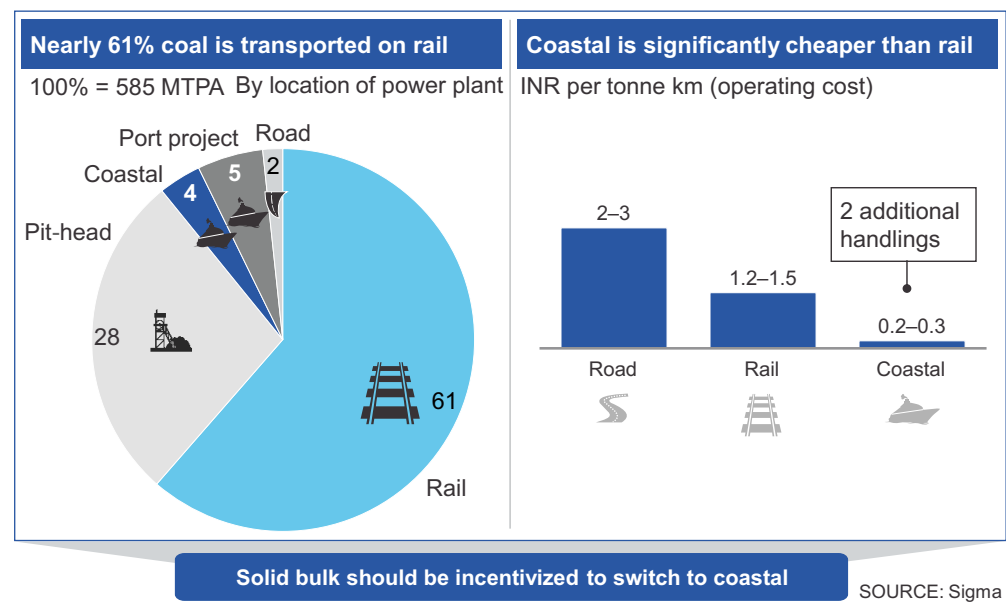 Nearly 61% coal is transported on rail
100% = 585 MTPA By location of power plant
Road
Port project
Coastal
Pit-head
2
5
4
28
61
Rail
Coastal is significantly cheaper than rail
INR per tonne km (operating cost)
2 additional
handlings
2–3
1.2–1.5
0.2–0.3
Road
Rail
Coastal
Solid bulk should be incentivized to switch to coastal
SOURCE: Sigma